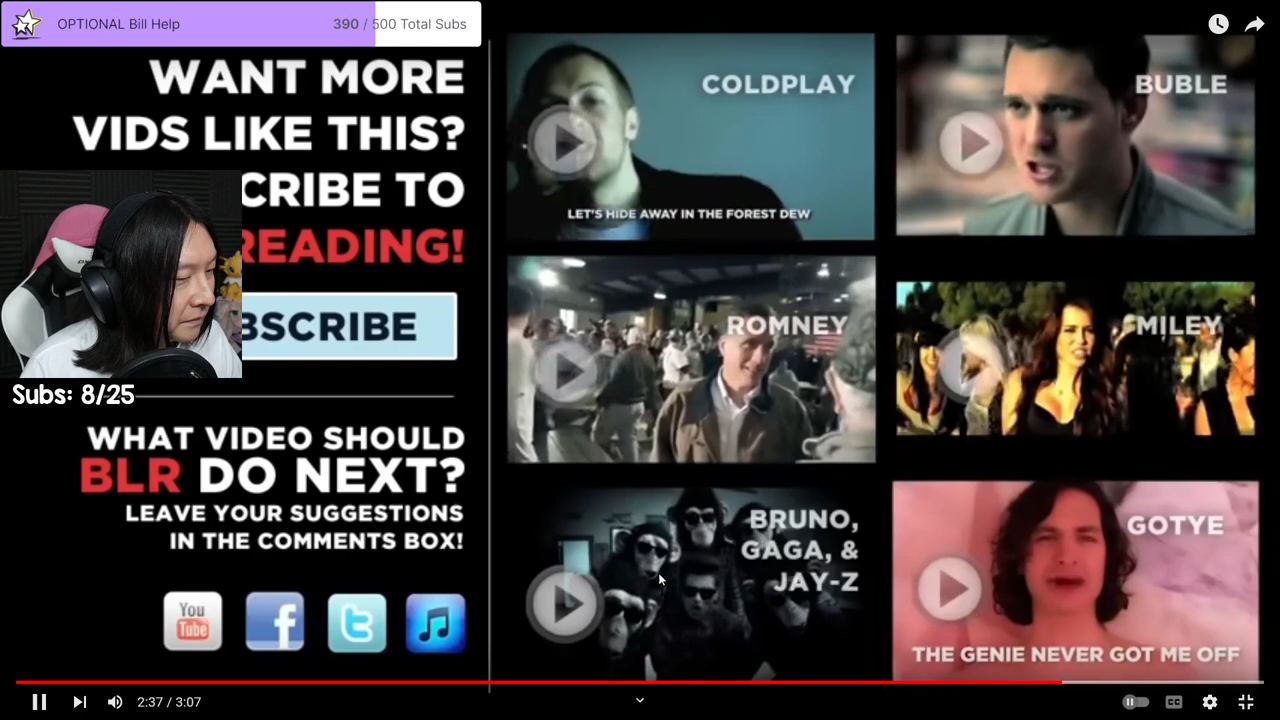 OPTIONAL Bill Help
390 / 500 Total Subs
WANT MORE
VIDS LIKE THIS?
CRIBE TO
READING!
BSCRIBE
Subs: 8/25
WHAT VIDEO SHOULD
BLR DO NEXT?
LEAVE YOUR SUGGESTIONS
IN THE COMMENTS BOX!
You
Tube
COLDPLAY
LET'S HIDE AWAY IN THE FOREST DEW
BUBLE
ROMNEY
MILEY
BRUNO,
GAGA, &
JAY-Z
GOTYE
THE GENIE NEVER GOT ME OFF
2:37 / 3:07
CC